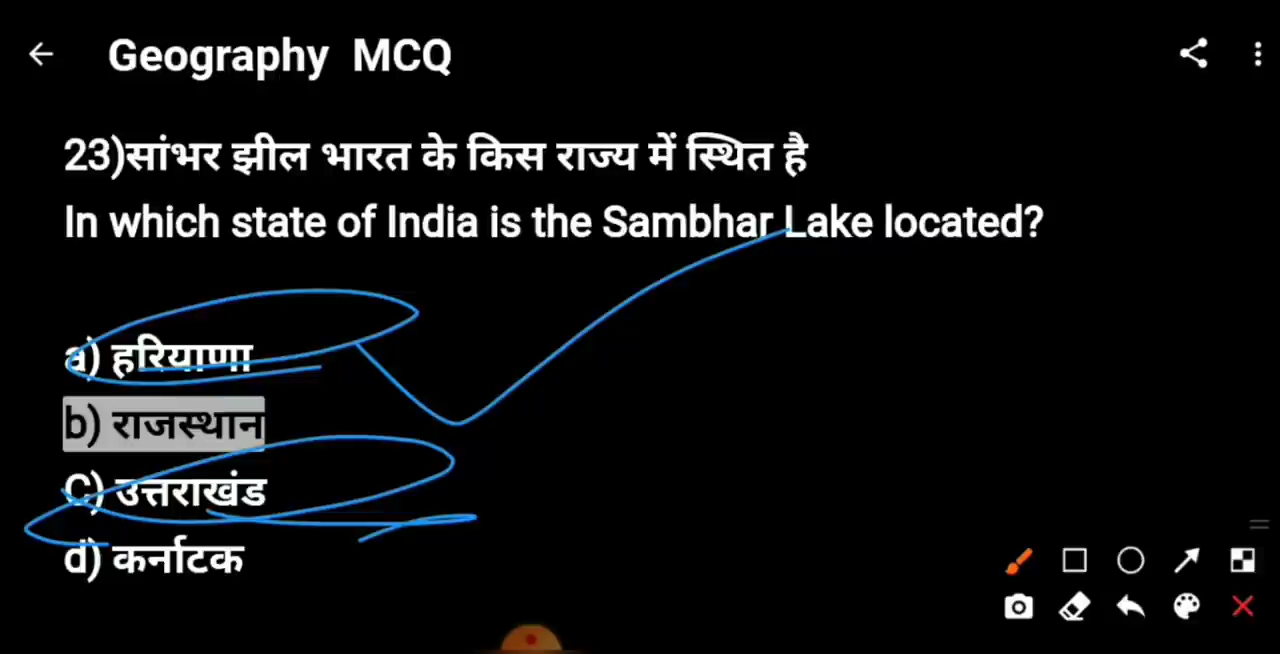 Geography MCQ
23)सांभर झील भारत के किस राज्य में स्थित है
In which state of India is the Sambhar Lake located?
a) हरियाणा
b) राजस्थान
C) उत्तराखंड
d) कर्नाटक